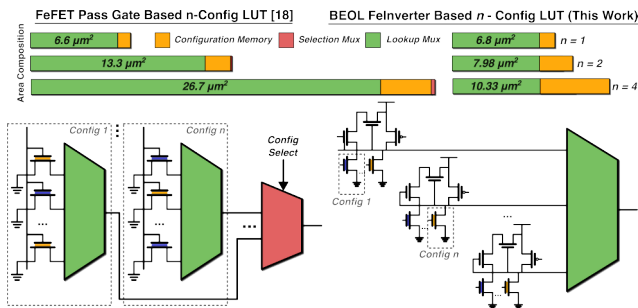 FeFET Pass Gate Based n-Config LUT [18]
BEOL FeInverter Based n - Config LUT (This Work)
Area Composition
Configuration Memory
Selection Mux
Lookup Mux
6.6 μm²
13.3 μm²
26.7 μm²
6.8 μm²
n = 1
7.98 μm²
n = 2
10.33 μm²
n = 4
Config 1
...
Config n
Config
Select
...
...
...
Config 1
Config n
...
...